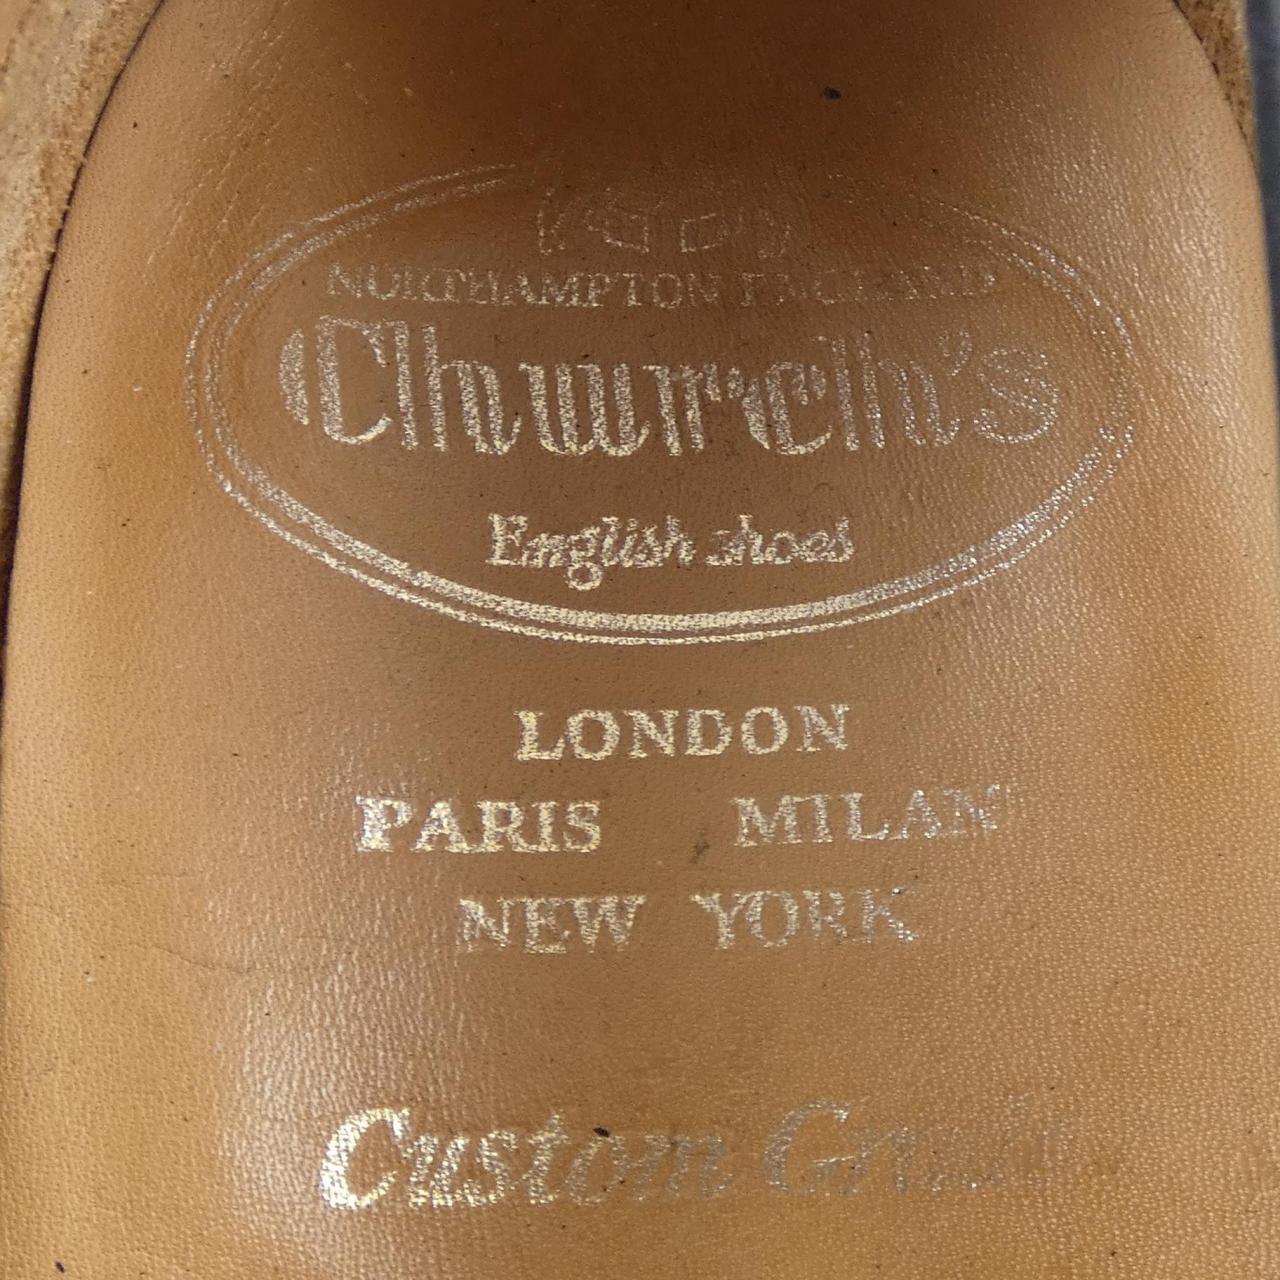 NORTHAMPTON ENGLAND
Church's
English shoes
LONDON
PARIS MILAN
NEW YORK
Custom